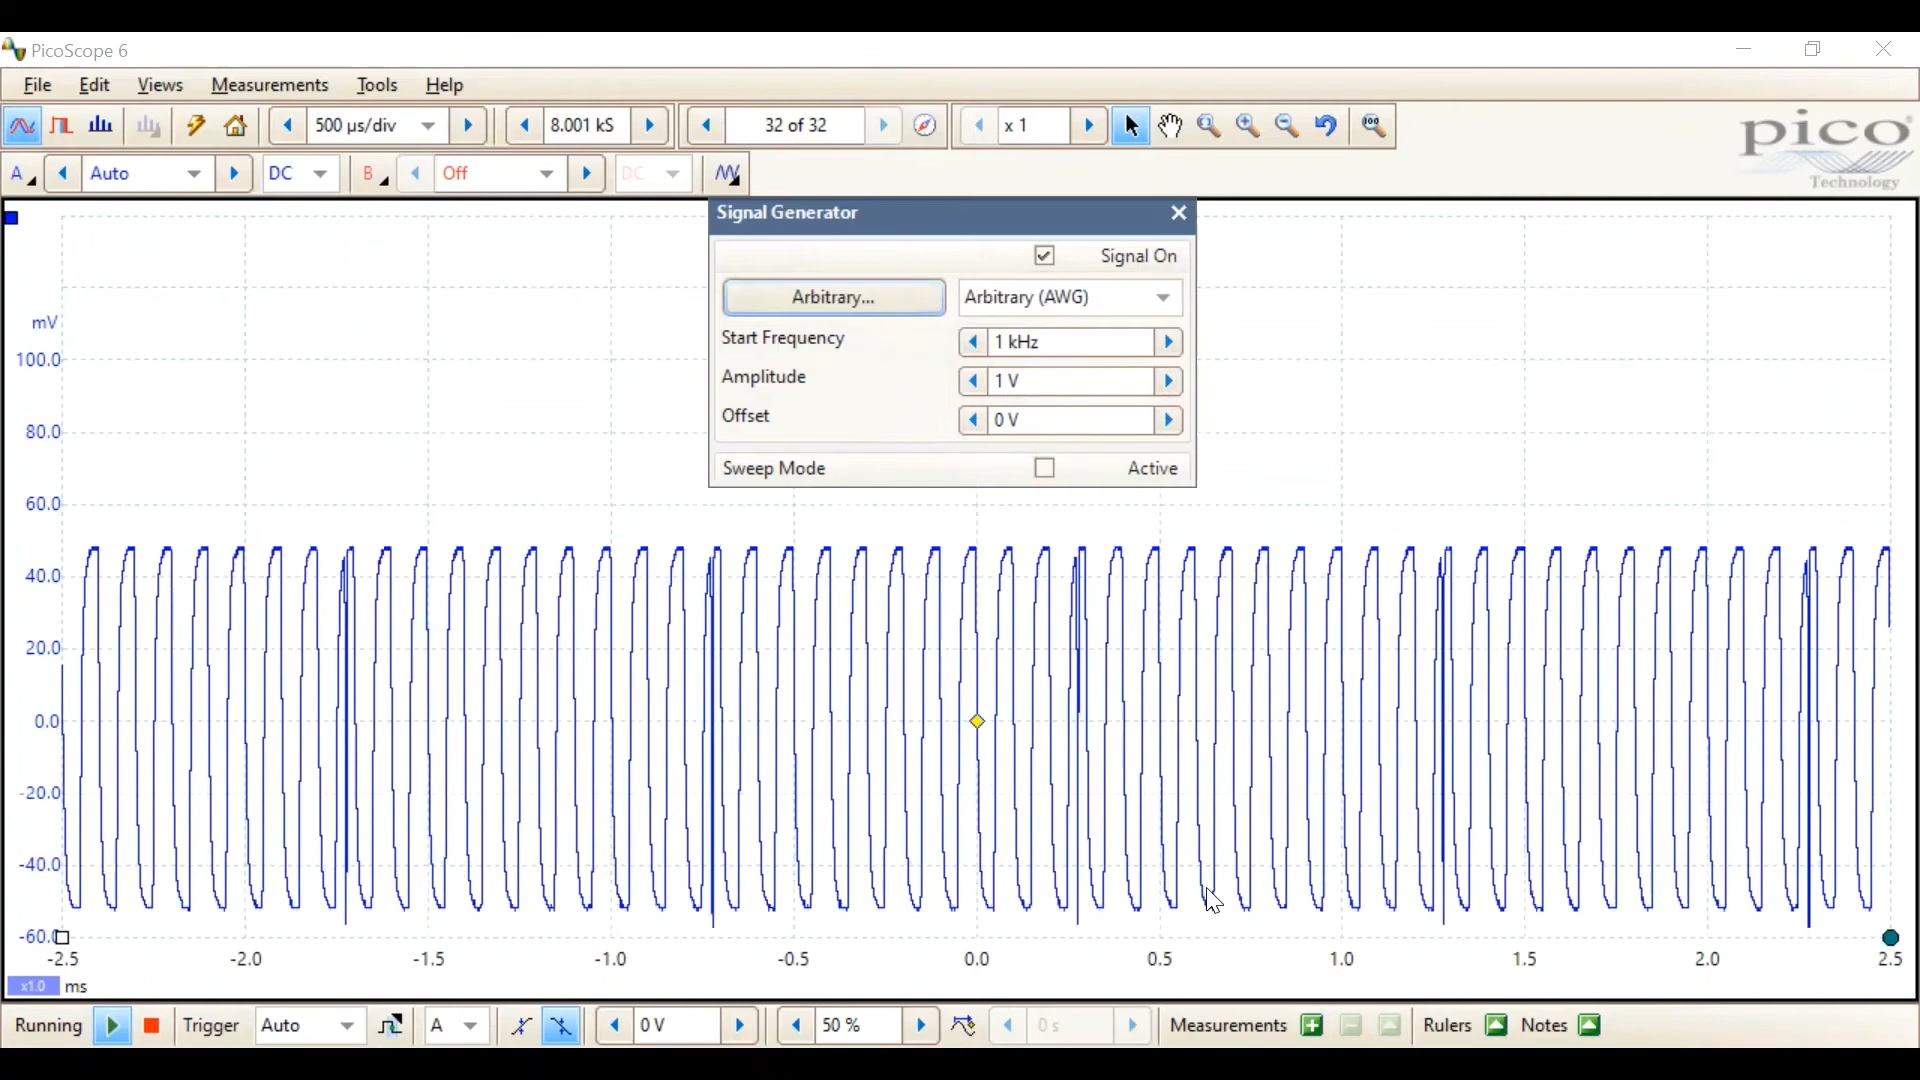 PicoScope 6
File Edit Views Measurements Tools Help
500 µs/div 8.001 kS 32 of 32 x 1
pico
Technology
A Auto DC B Off DC
Signal Generator
Signal On
Arbitrary... Arbitrary (AWG)
Start Frequency 1 kHz
Amplitude 1 V
Offset 0 V
Sweep Mode Active
mV
100.0
80.0
60.0
40.0
20.0
0.0
-20.0
-40.0
-60.0
-2.5 -2.0 -1.5 -1.0 -0.5 0.0 0.5 1.0 1.5 2.0 2.5
x1.0 ms
Running Trigger Auto A 0 V 50 % 0 s Measurements Rulers Notes